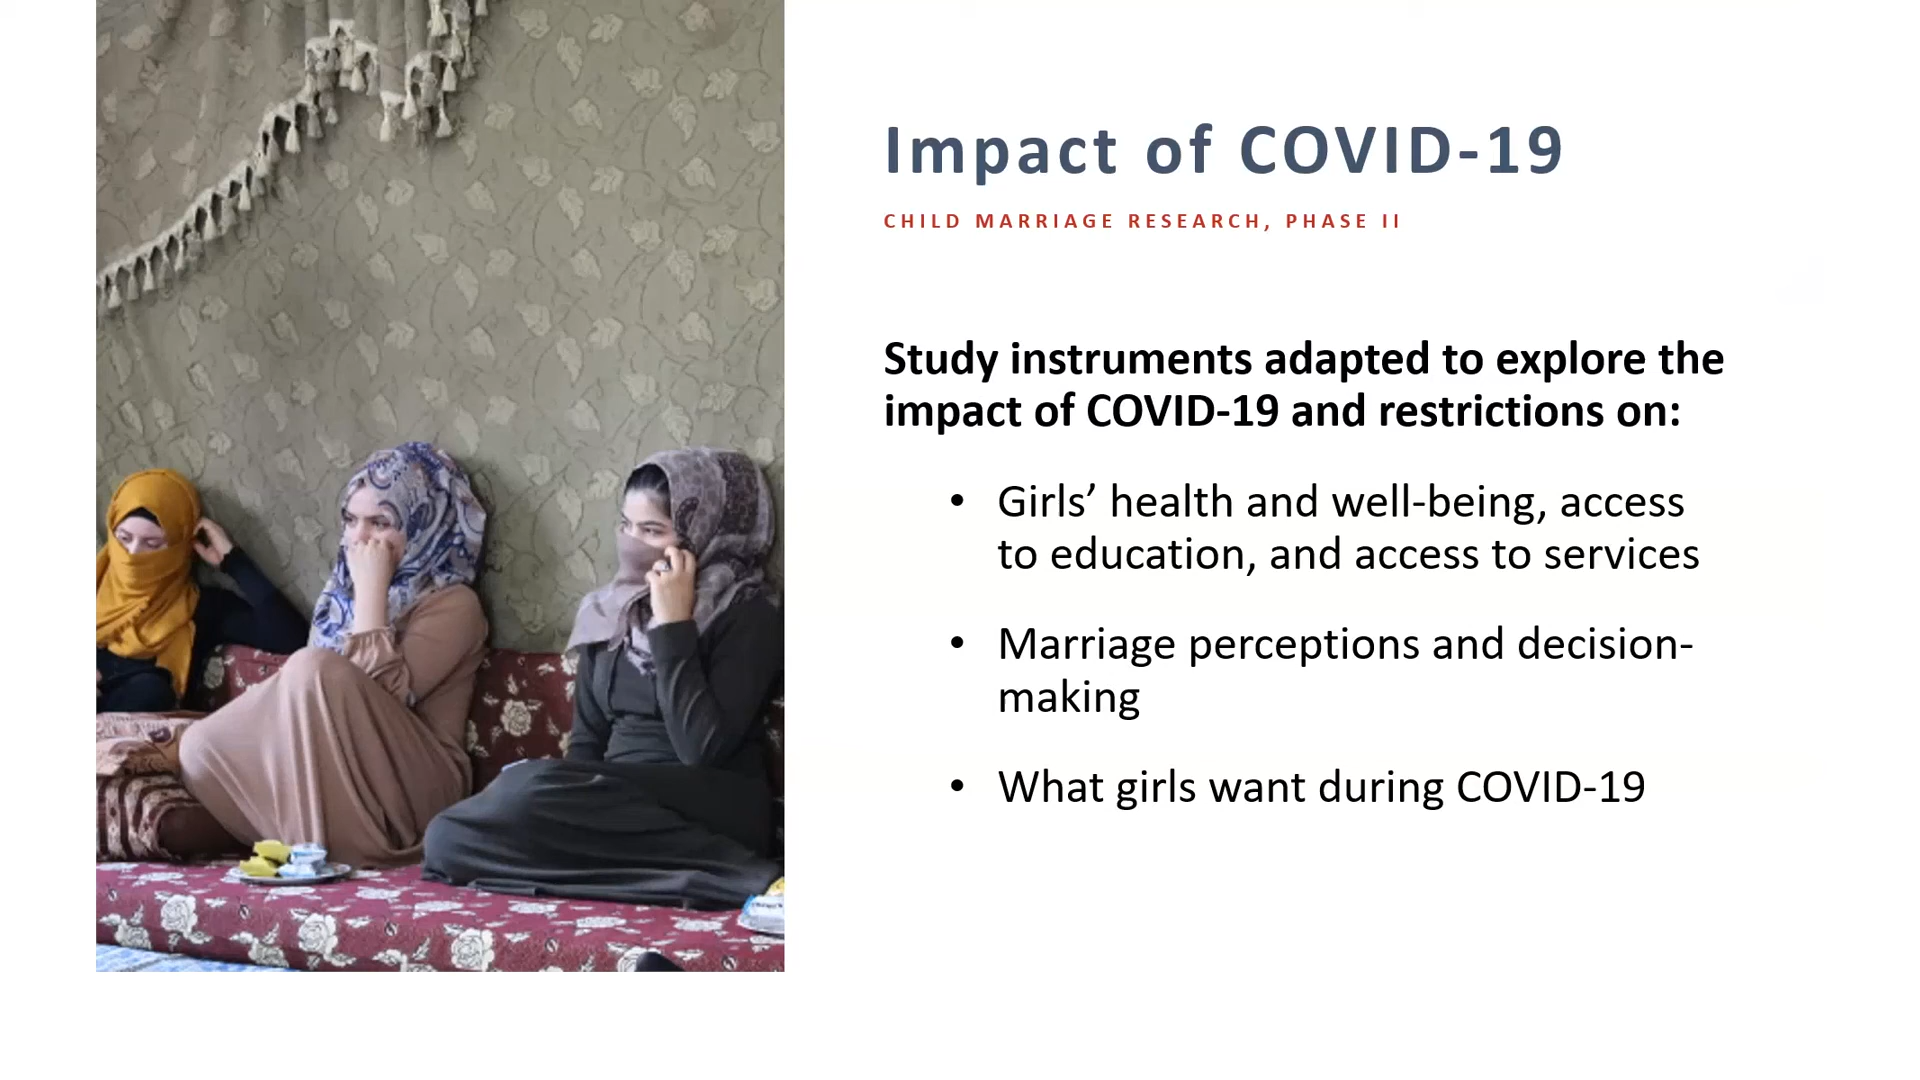 Impact of COVID-19
CHILD MARRIAGE RESEARCH, PHASE II
Study instruments adapted to explore the
impact of COVID-19 and restrictions on:
• Girls’ health and well-being, access
to education, and access to services
• Marriage perceptions and decision-
making
• What girls want during COVID-19